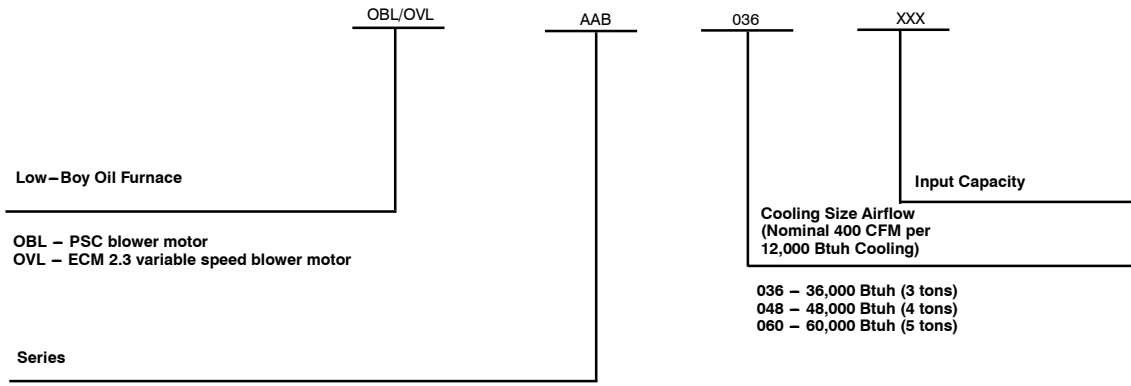 OBL/OVL AAB 036 XXX
Low–Boy Oil Furnace
Input Capacity
Cooling Size Airflow
(Nominal 400 CFM per
12,000 Btuh Cooling)
OBL – PSC blower motor
OVL – ECM 2.3 variable speed blower motor
036 – 36,000 Btuh (3 tons)
048 – 48,000 Btuh (4 tons)
060 – 60,000 Btuh (5 tons)
Series